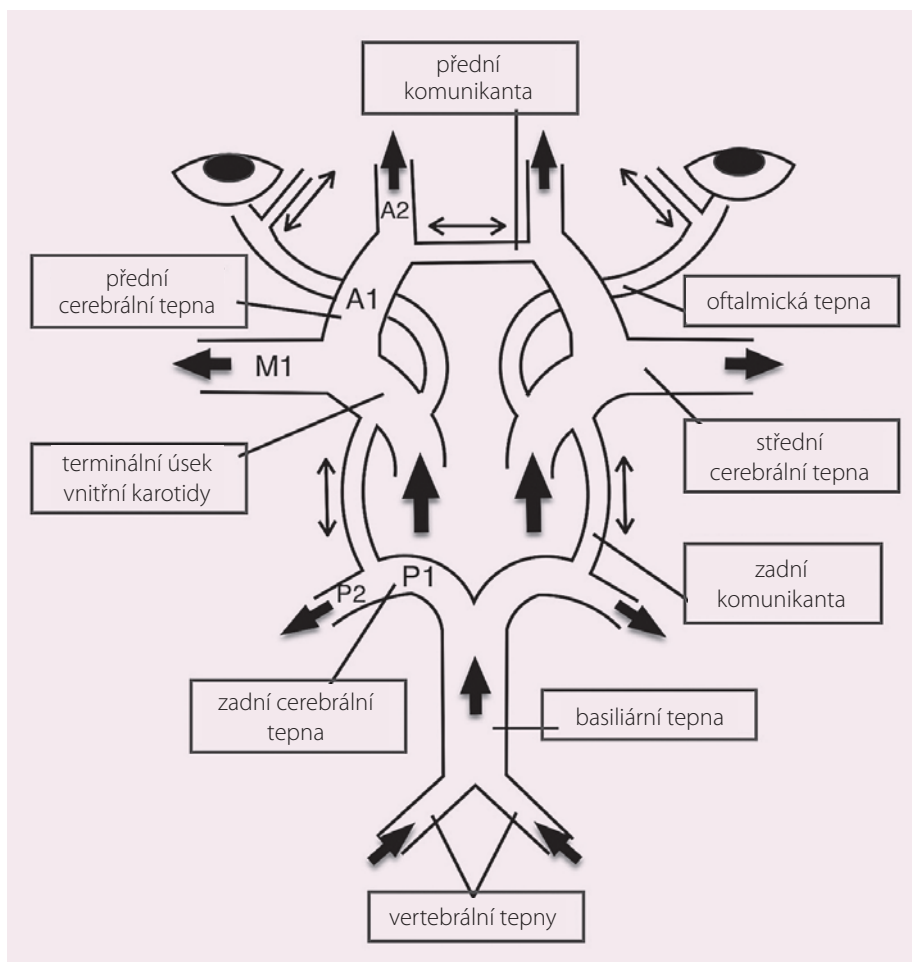 přední
komunikanta
A2
přední
cerebrální tepna
A1
oftalmická tepna
M1
terminální úsek
vnitřní karotidy
střední
cerebrální tepna
P1
P2
zadní
komunikanta
zadní cerebrální
tepna
basiliární tepna
vertebrální tepny